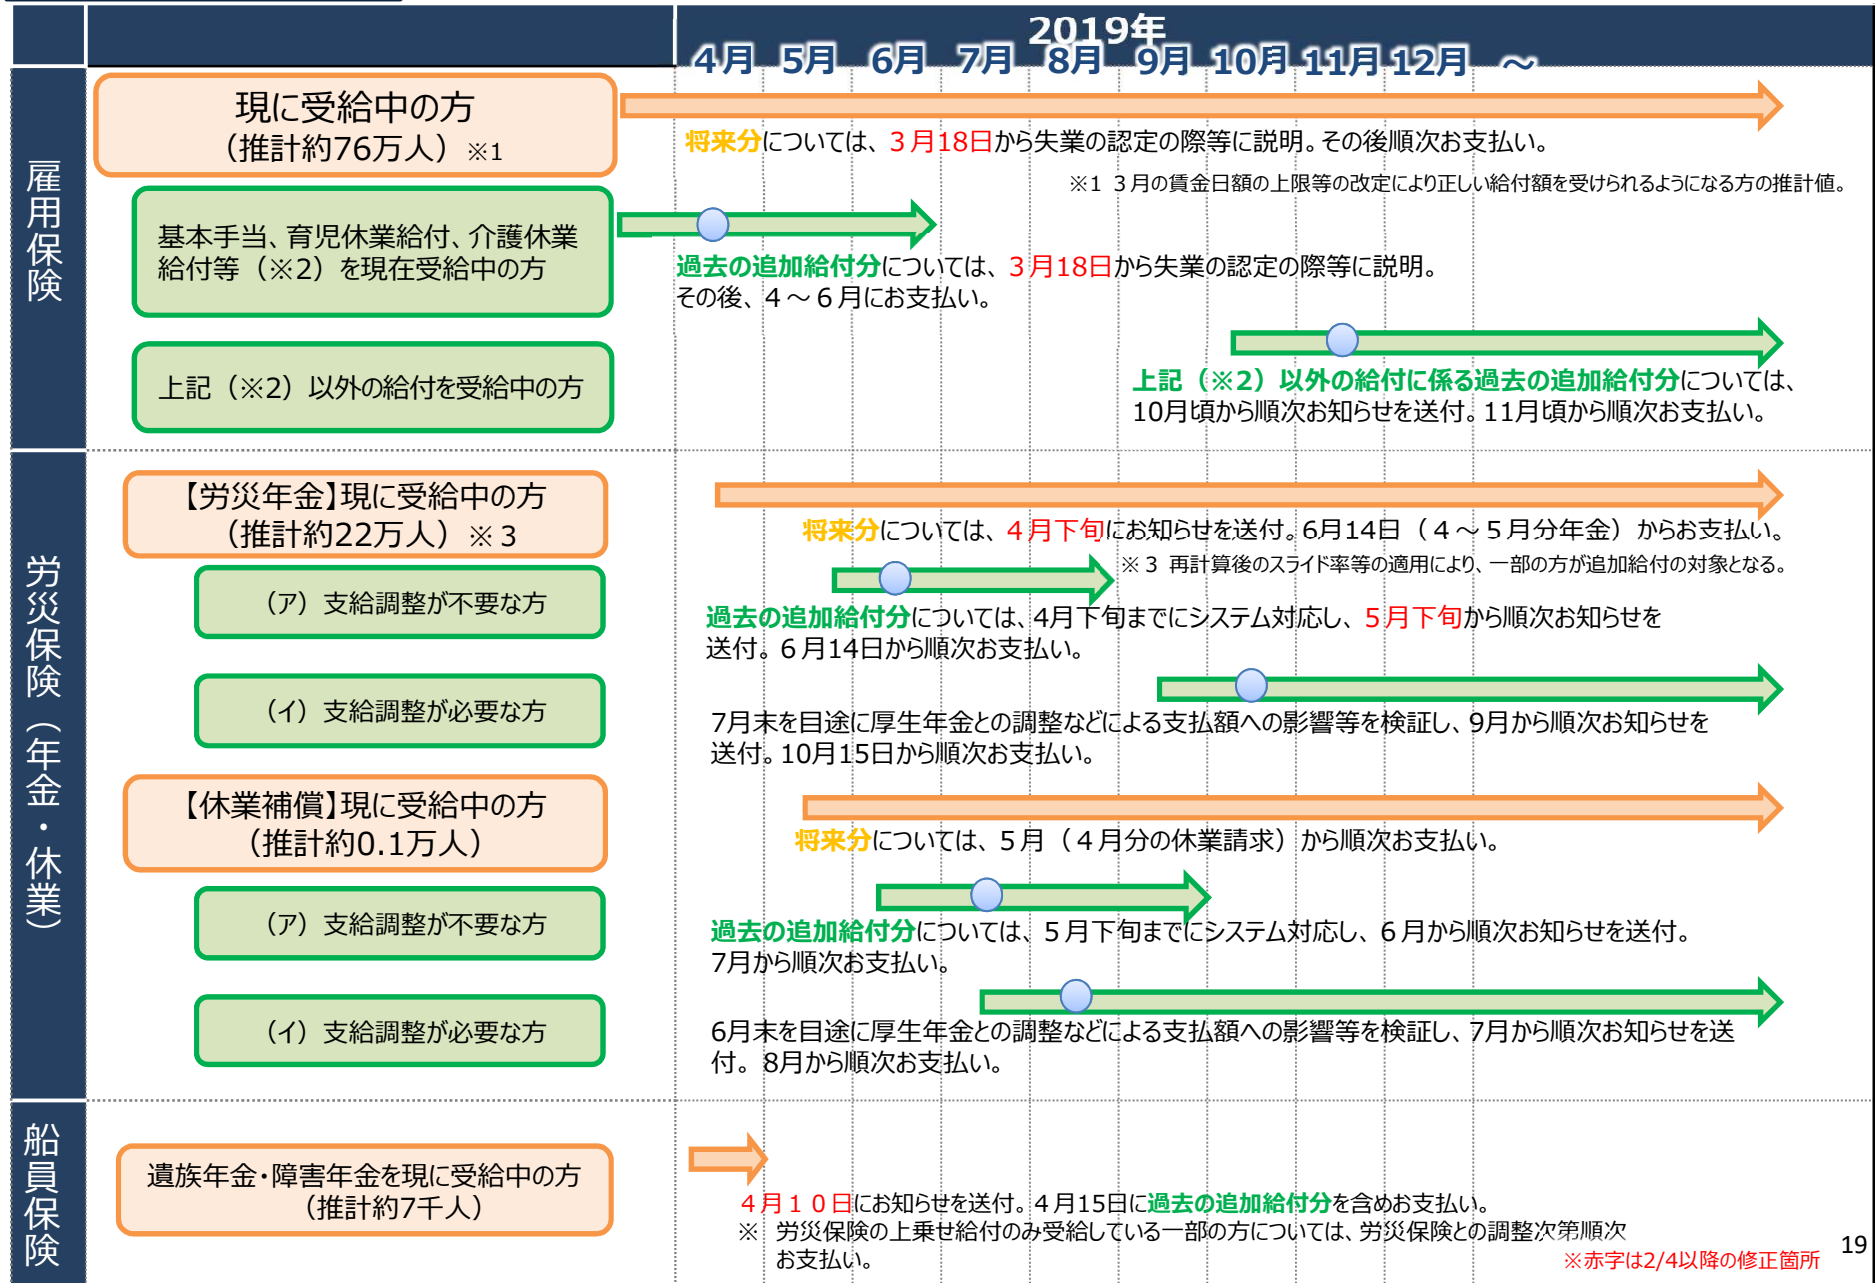 2019年
4月 5月 6月 7月 8月 9月 10月 11月 12月 ～
雇用保険
現に受給中の方
（推計約76万人）※1
将来分については、３月18日から失業の認定の際等に説明。その後順次お支払い。
※1 ３月の賃金日額の上限等の改定により正しい給付額を受けられるようになる方の推計値。
基本手当、育児休業給付、介護休業
給付等（※2）を現在受給中の方
過去の追加給付分については、３月18日から失業の認定の際等に説明。
その後、４～６月にお支払い。
上記（※2）以外の給付を受給中の方
上記（※2）以外の給付に係る過去の追加給付分については、
10月頃から順次お知らせを送付。11月頃から順次お支払い。
労災保険（年金・休業）
【労災年金】現に受給中の方
（推計約22万人）※３
将来分については、４月下旬にお知らせを送付。6月14日（４～５月分年金）からお支払い。
※３ 再計算後のスライド率等の適用により、一部の方が追加給付の対象となる。
（ア）支給調整が不要な方
過去の追加給付分については、4月下旬までにシステム対応し、５月下旬から順次お知らせを
送付。６月14日から順次お支払い。
（イ）支給調整が必要な方
7月末を目途に厚生年金との調整などによる支払額への影響等を検証し、9月から順次お知らせを
送付。10月15日から順次お支払い。
【休業補償】現に受給中の方
（推計約0.1万人）
将来分については、５月（４月分の休業請求）から順次お支払い。
（ア）支給調整が不要な方
過去の追加給付分については、５月下旬までにシステム対応し、６月から順次お知らせを送付。
7月から順次お支払い。
（イ）支給調整が必要な方
6月末を目途に厚生年金との調整などによる支払額への影響等を検証し、7月から順次お知らせを送
付。8月から順次お支払い。
船員保険
遺族年金・障害年金を現に受給中の方
（推計約7千人）
４月１０日にお知らせを送付。４月15日に過去の追加給付分を含めお支払い。
※ 労災保険の上乗せ給付のみ受給している一部の方については、労災保険との調整次第順次
お支払い。
※赤字は2/4以降の修正箇所
19